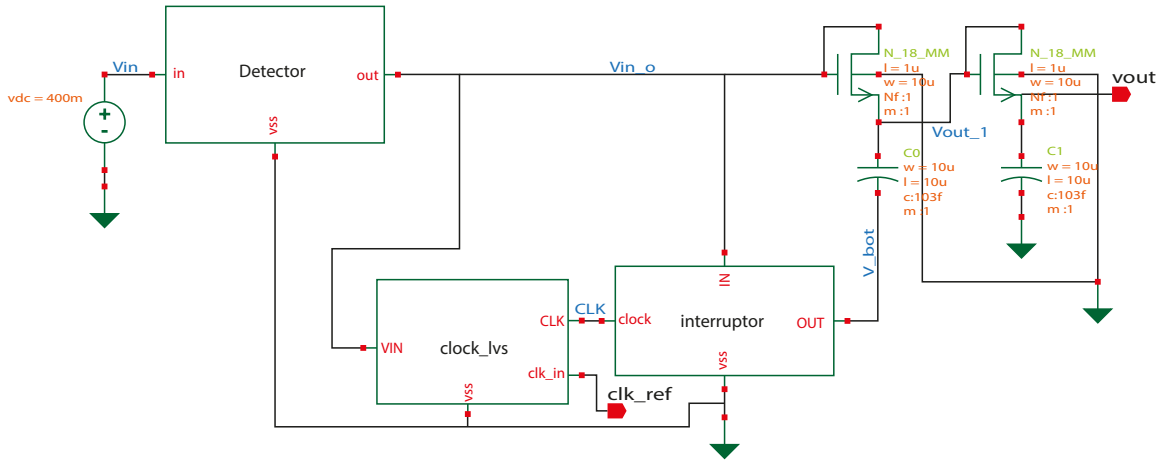 Vin
vdc = 400m
+
-
in
Detector
out
vss
Vin_o
N_18_MM
l = 1u
w = 10u
Nf :1
m :1
N_18_MM
l = 1u
w = 10u
Nf :1
m :1
vout
Vout_1
C0
w = 10u
l = 10u
c:103f
m :1
C1
w = 10u
l = 10u
c:103f
m :1
V_bot
VIN
clock_lvs
CLK
clk_in
vss
CLK
clk_ref
clock
IN
interruptor
OUT
vss